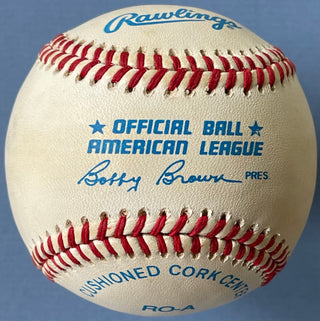 Rawlings
★ OFFICIAL BALL ★
AMERICAN LEAGUE
Bobby Brown PRES.
CUSHIONED CORK CENTER
RO-A